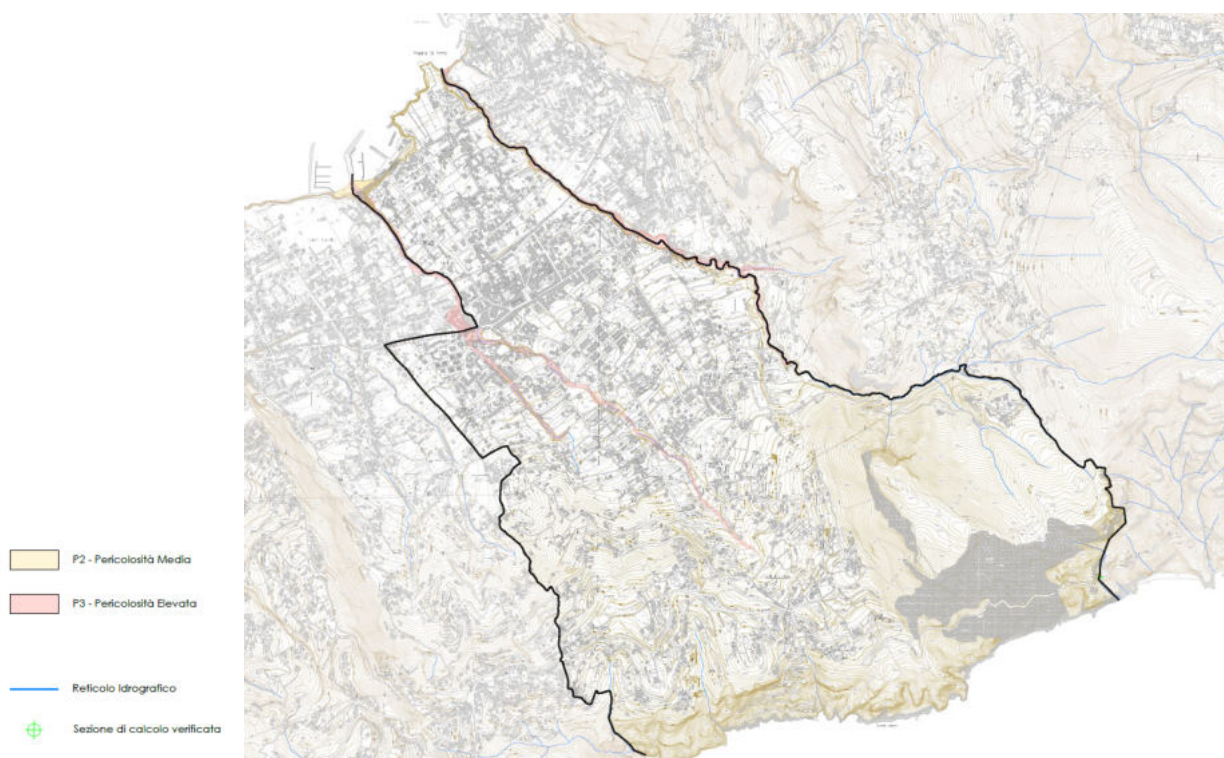 P2 - Pericolosità Media
P3 - Pericolosità Elevata
Reticolo Idrografico
Sezione di calcolo verificata